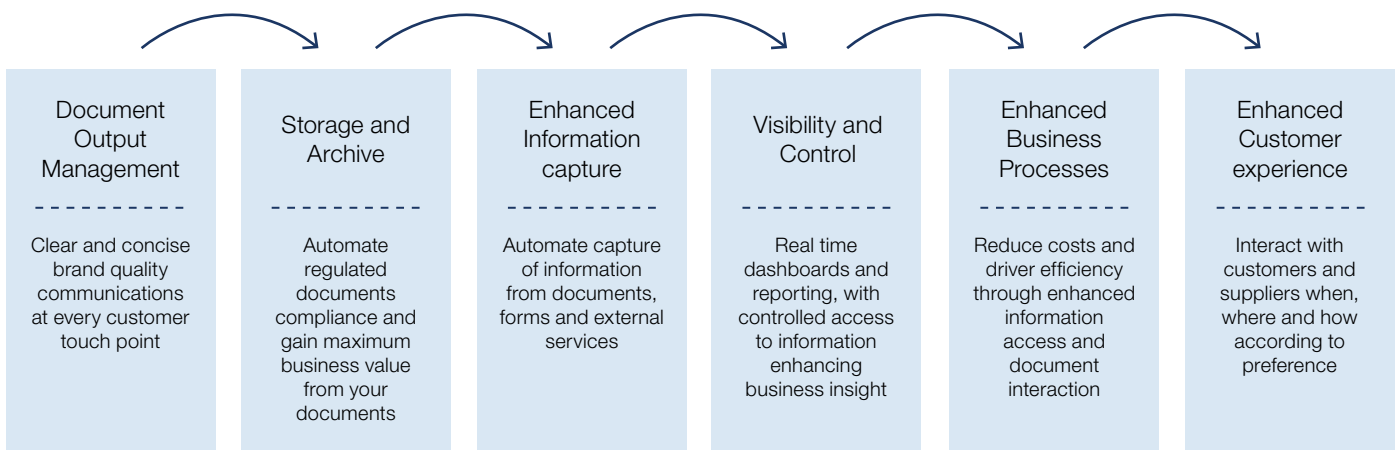 Document
Output
Management
Clear and concise
brand quality
communications
at every customer
touch point
Storage and
Archive
Automate
regulated
documents
compliance and
gain maximum
business value
from your
documents
Enhanced
Information
capture
Automate capture
of information
from documents,
forms and external
services
Visibility and
Control
Real time
dashboards and
reporting, with
controlled access
to information
enhancing
business insight
Enhanced
Business
Processes
Reduce costs and
driver efficiency
through enhanced
information
access and
document
interaction
Enhanced
Customer
experience
Interact with
customers and
suppliers when,
where and how
according to
preference